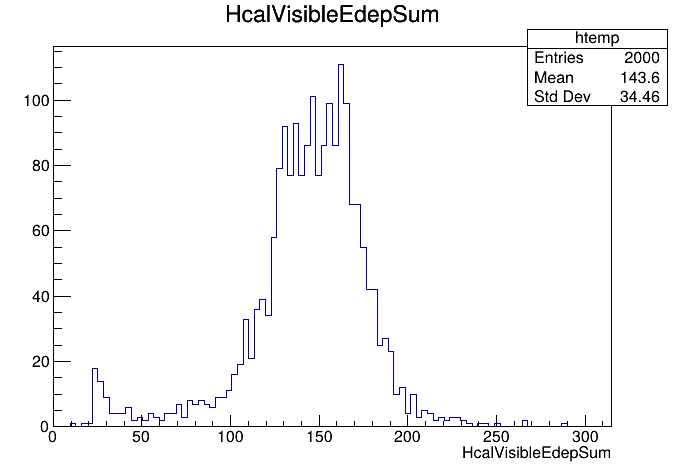 HcalVisibleEdepSum
htemp
Entries 2000
Mean 143.6
Std Dev 34.46
100
80
60
40
20
0
0 50 100 150 200 250 300
HcalVisibleEdepSum